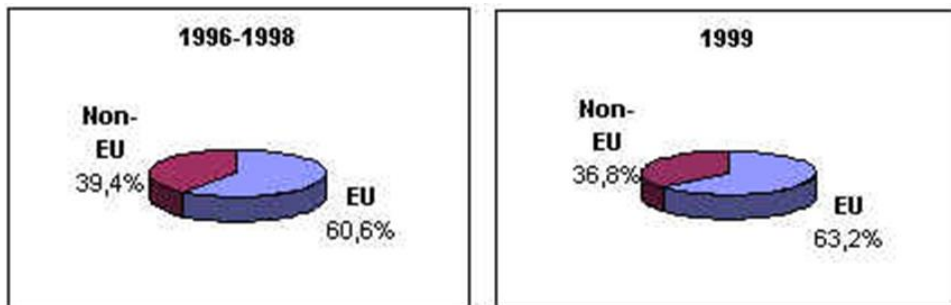 1996-1998
Non-
EU
39,4%
EU
60,6%
1999
Non-
EU
36,8%
EU
63,2%